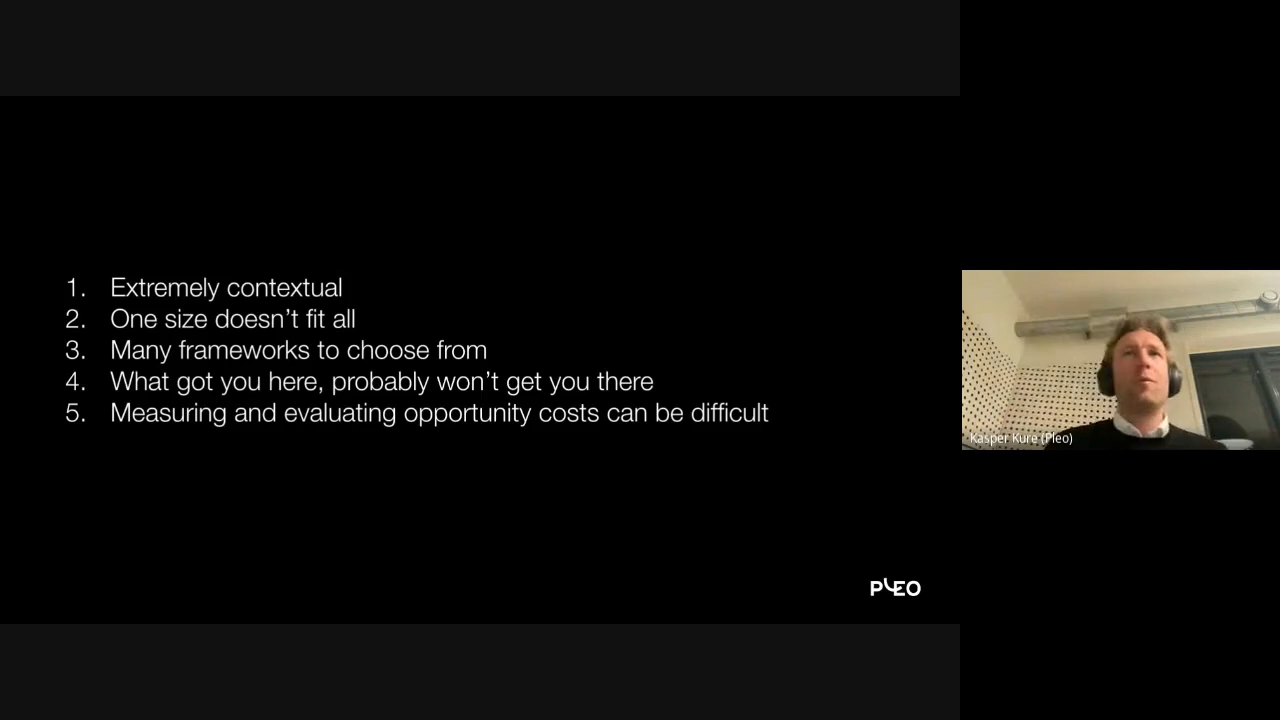 1. Extremely contextual
2. One size doesn’t fit all
3. Many frameworks to choose from
4. What got you here, probably won’t get you there
5. Measuring and evaluating opportunity costs can be difficult
Kasper Kure (Pleo)
PLEO